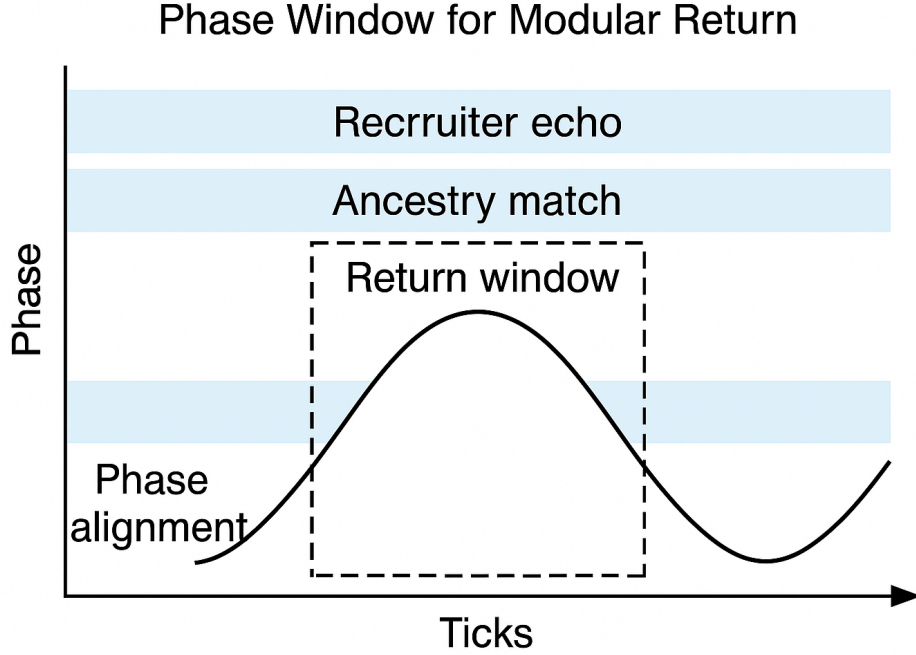 Phase Window for Modular Return
Recrruiter echo
Ancestry match
Return window
Phase
Phase
alignment
Ticks